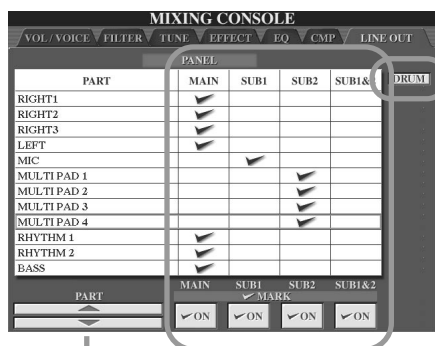 MIXING CONSOLE
VOL / VOICE FILTER TUNE EFFECT EQ CMP LINE OUT
PANEL
PART MAIN SUB1 SUB2 SUB1& DRUM
RIGHT1
RIGHT2
RIGHT3
LEFT
MIC
MULTI PAD 1
MULTI PAD 2
MULTI PAD 3
MULTI PAD 4
RHYTHM 1
RHYTHM 2
BASS
MAIN SUB1 SUB2 SUB1&2
PART MARK
ON ON ON ON